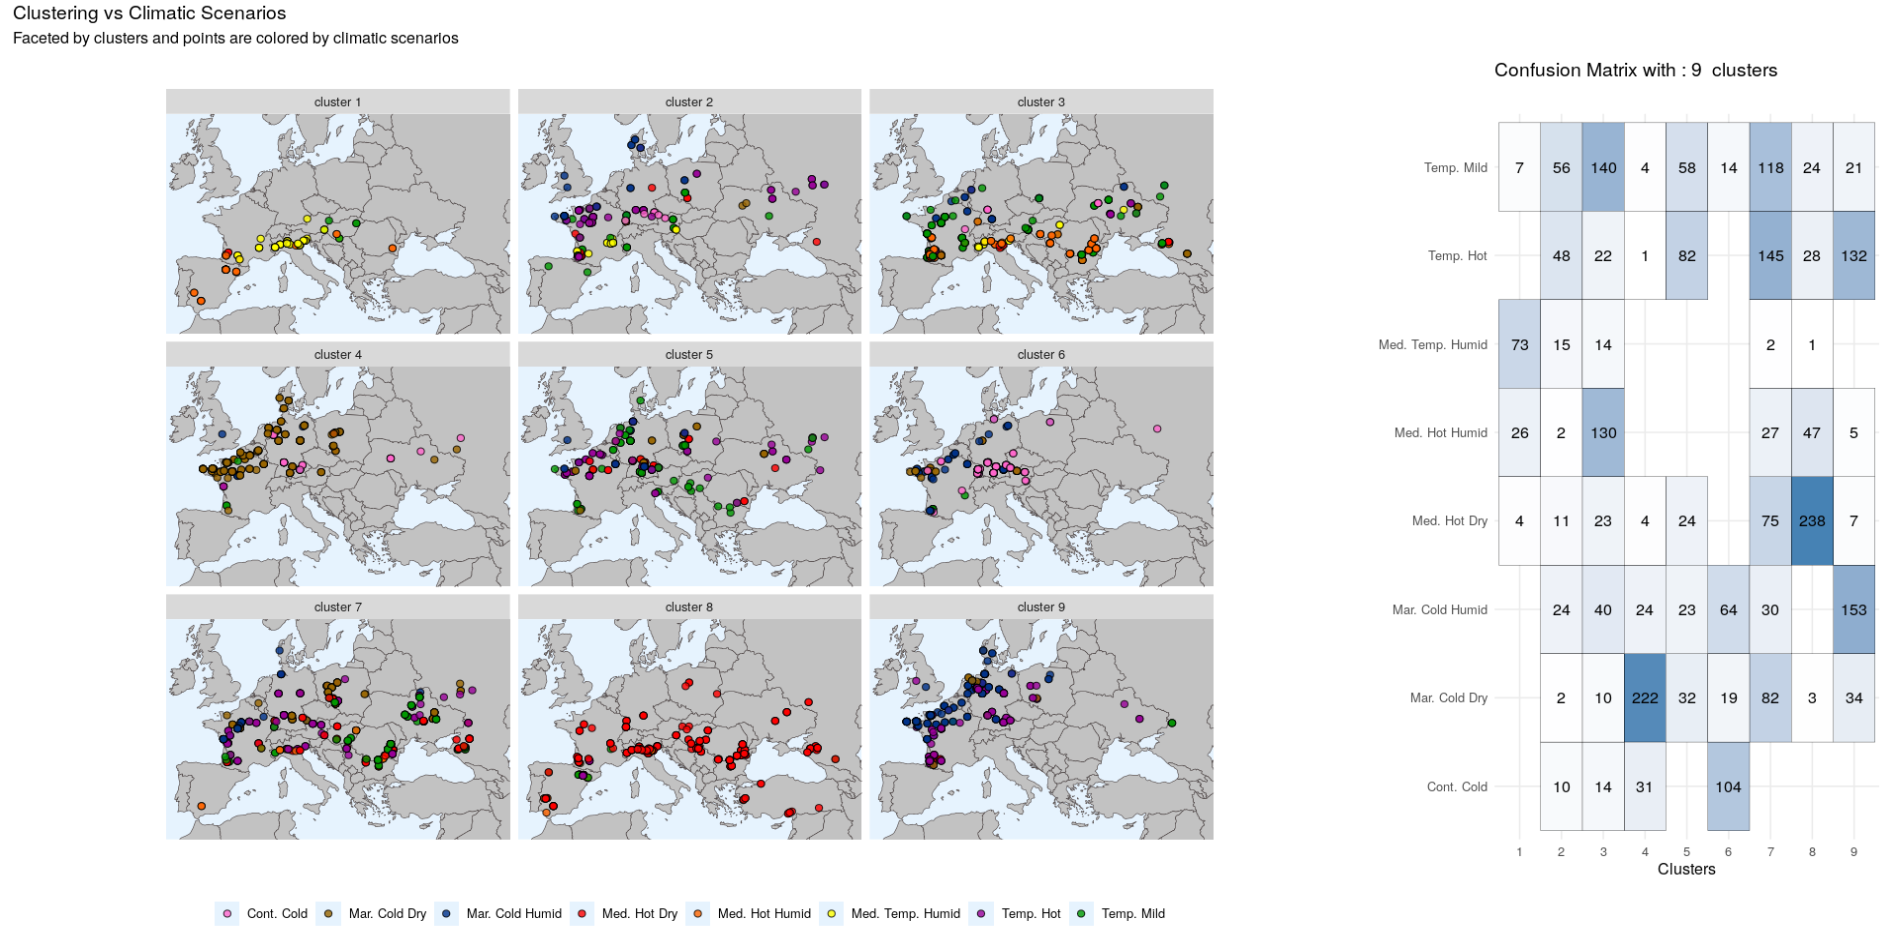 Clustering vs Climatic Scenarios
Faceted by clusters and points are colored by climatic scenarios
cluster 1
cluster 2
cluster 3
cluster 4
cluster 5
cluster 6
cluster 7
cluster 8
cluster 9
Cont. Cold Mar. Cold Dry Mar. Cold Humid Med. Hot Dry Med. Hot Humid Med. Temp. Humid Temp. Hot Temp. Mild
Confusion Matrix with : 9 clusters
Temp. Mild 7 56 140 4 58 14 118 24 21
Temp. Hot 48 22 1 82 145 28 132
Med. Temp. Humid 73 15 14 2 1
Med. Hot Humid 26 2 130 27 47 5
Med. Hot Dry 4 11 23 4 24 75 238 7
Mar. Cold Humid 24 40 24 23 64 30 153
Mar. Cold Dry 2 10 222 32 19 82 3 34
Cont. Cold 10 14 31 104
1 2 3 4 5 6 7 8 9
Clusters